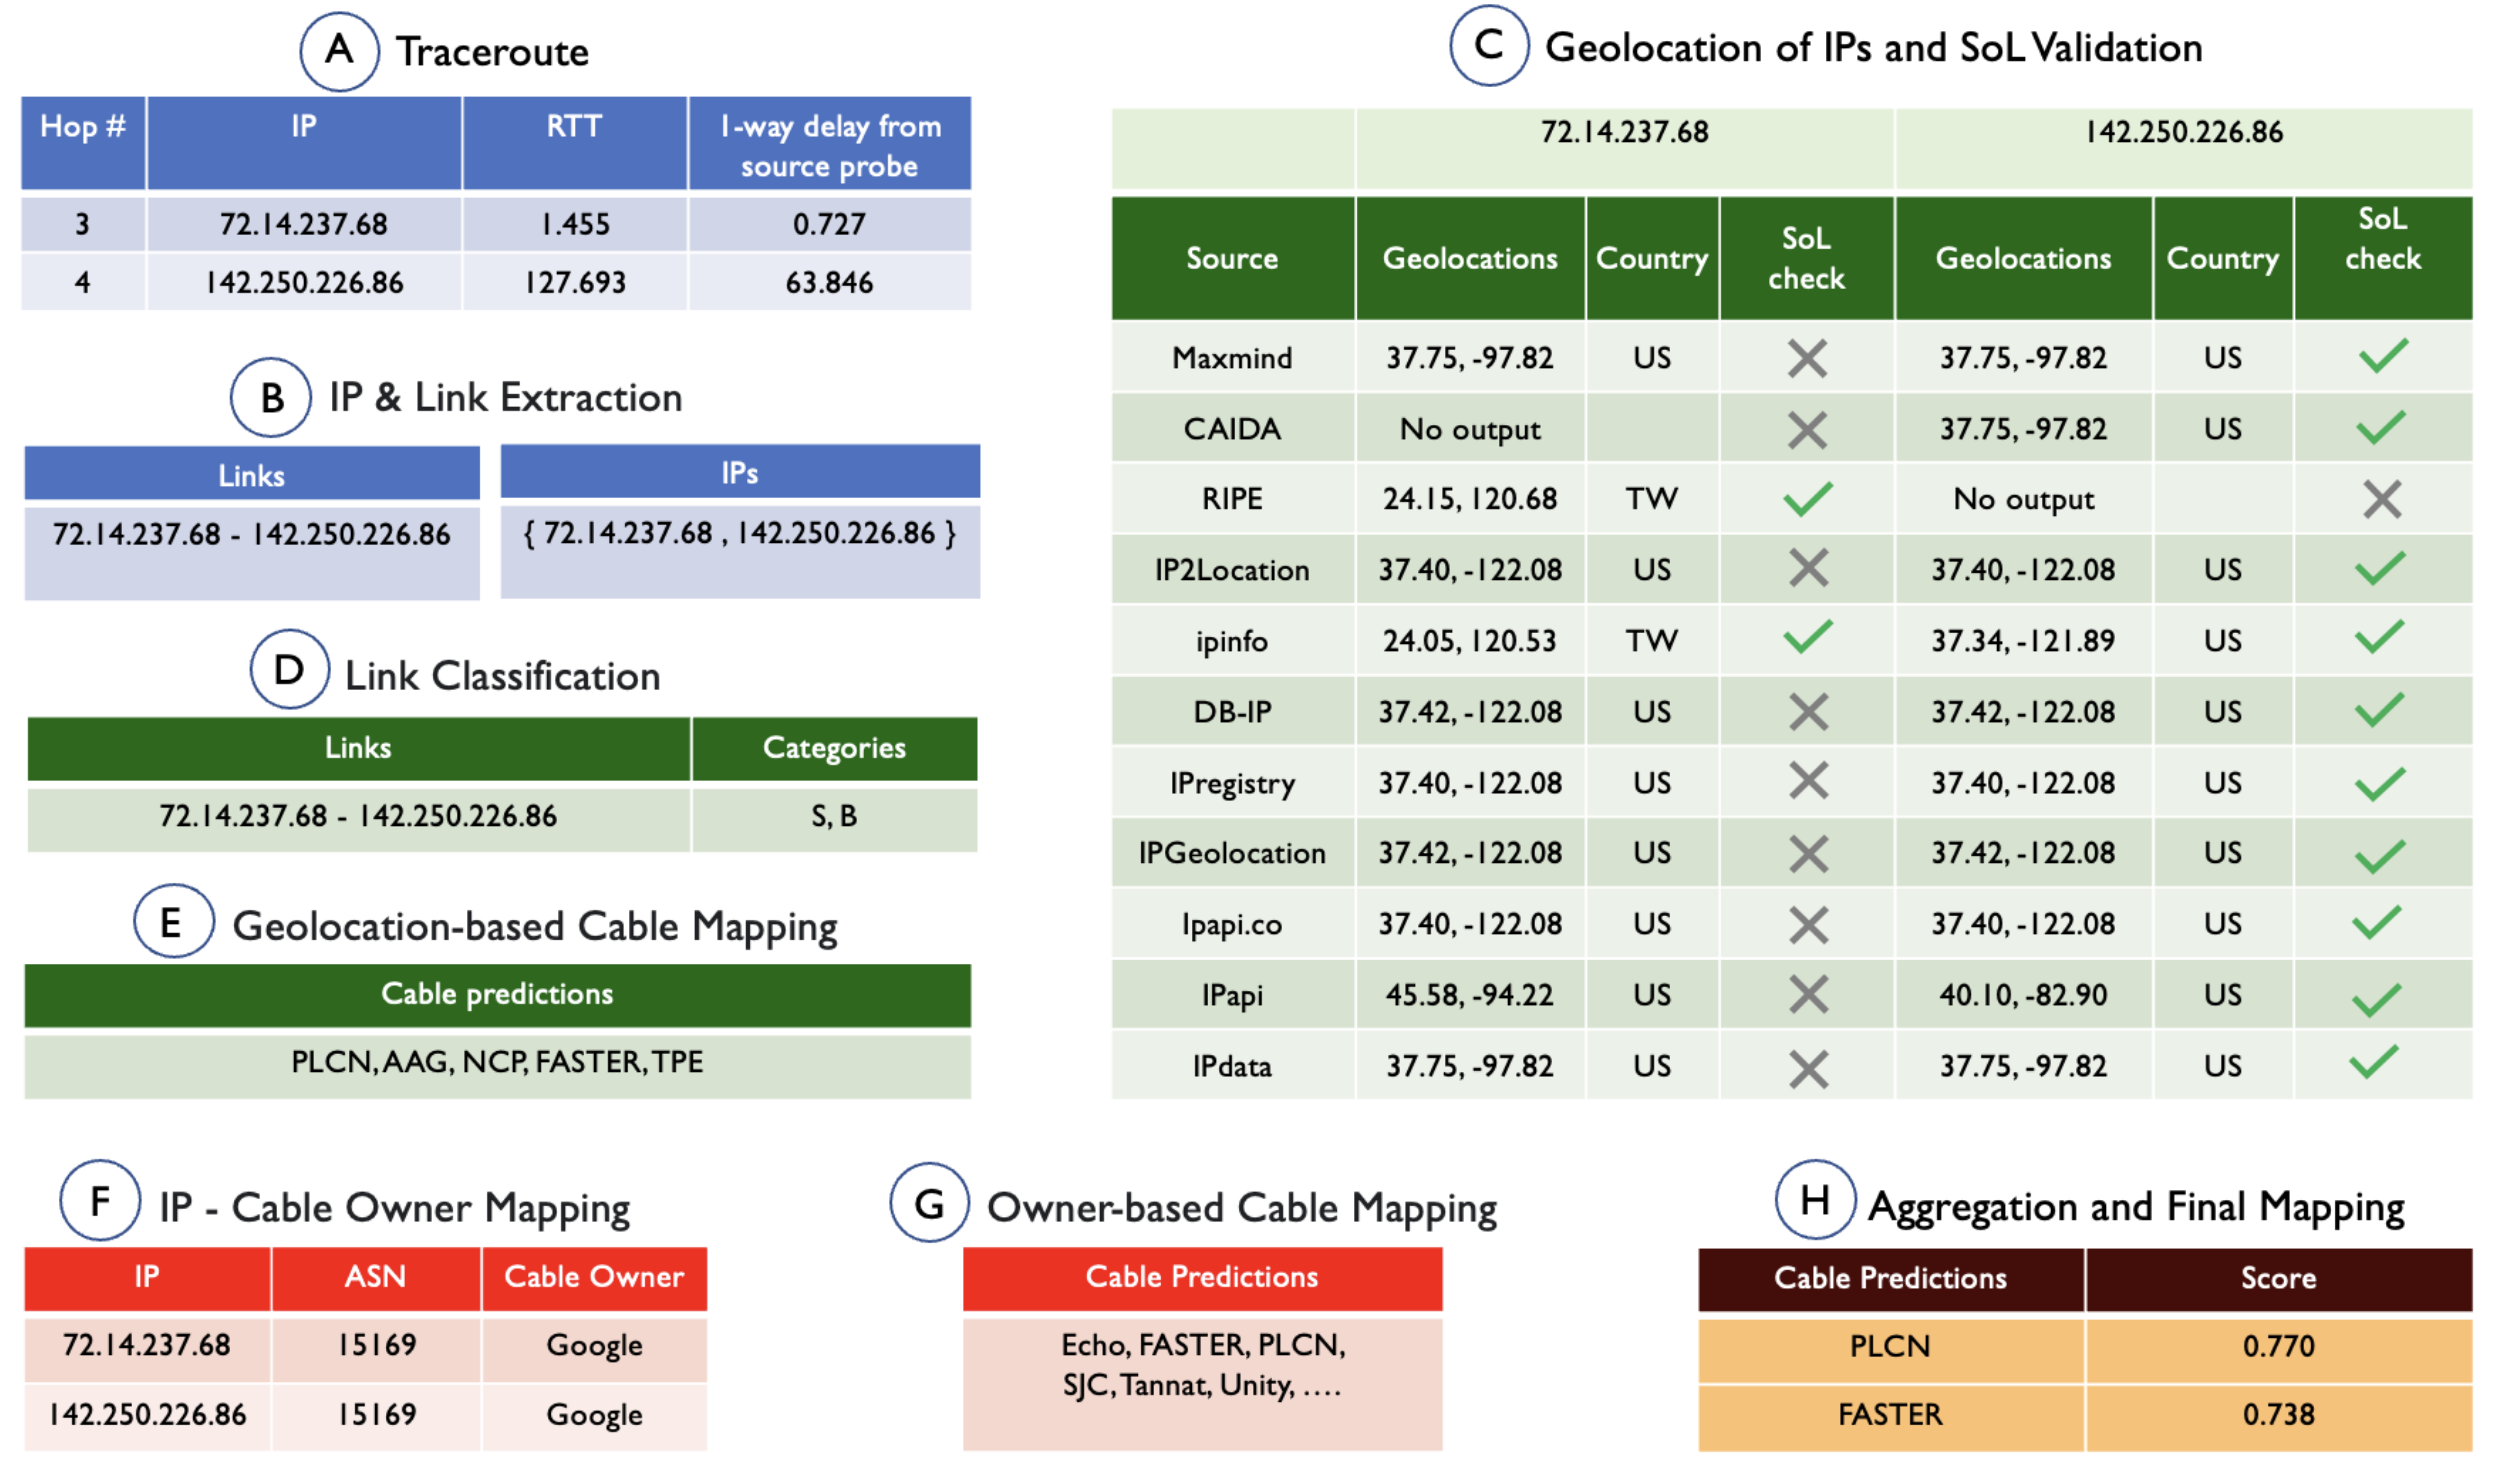 A Traceroute
Hop # IP RTT 1-way delay from
source probe
3 72.14.237.68 1.455 0.727
4 142.250.226.86 127.693 63.846
B IP & Link Extraction
Links
72.14.237.68 - 142.250.226.86
IPs
{ 72.14.237.68 , 142.250.226.86 }
C Geolocation of IPs and SoL Validation
72.14.237.68 142.250.226.86
Source Geolocations Country SoL check Geolocations Country SoL check
Maxmind 37.75, -97.82 US 37.75, -97.82 US
CAIDA No output 37.75, -97.82 US
RIPE 24.15, 120.68 TW No output
IP2Location 37.40, -122.08 US 37.40, -122.08 US
ipinfo 24.05, 120.53 TW 37.34, -121.89 US
DB-IP 37.42, -122.08 US 37.42, -122.08 US
IPregistry 37.40, -122.08 US 37.40, -122.08 US
IPGeolocation 37.42, -122.08 US 37.42, -122.08 US
Ipapi.co 37.40, -122.08 US 37.40, -122.08 US
IPapi 45.58, -94.22 US 40.10, -82.90 US
IPdata 37.75, -97.82 US 37.75, -97.82 US
D Link Classification
Links Categories
72.14.237.68 - 142.250.226.86 S, B
E Geolocation-based Cable Mapping
Cable predictions
PLCN, AAG, NCP, FASTER, TPE
F IP - Cable Owner Mapping
IP ASN Cable Owner
72.14.237.68 15169 Google
142.250.226.86 15169 Google
G Owner-based Cable Mapping
Cable Predictions
Echo, FASTER, PLCN,
SJC, Tannat, Unity, ....
H Aggregation and Final Mapping
Cable Predictions Score
PLCN 0.770
FASTER 0.738